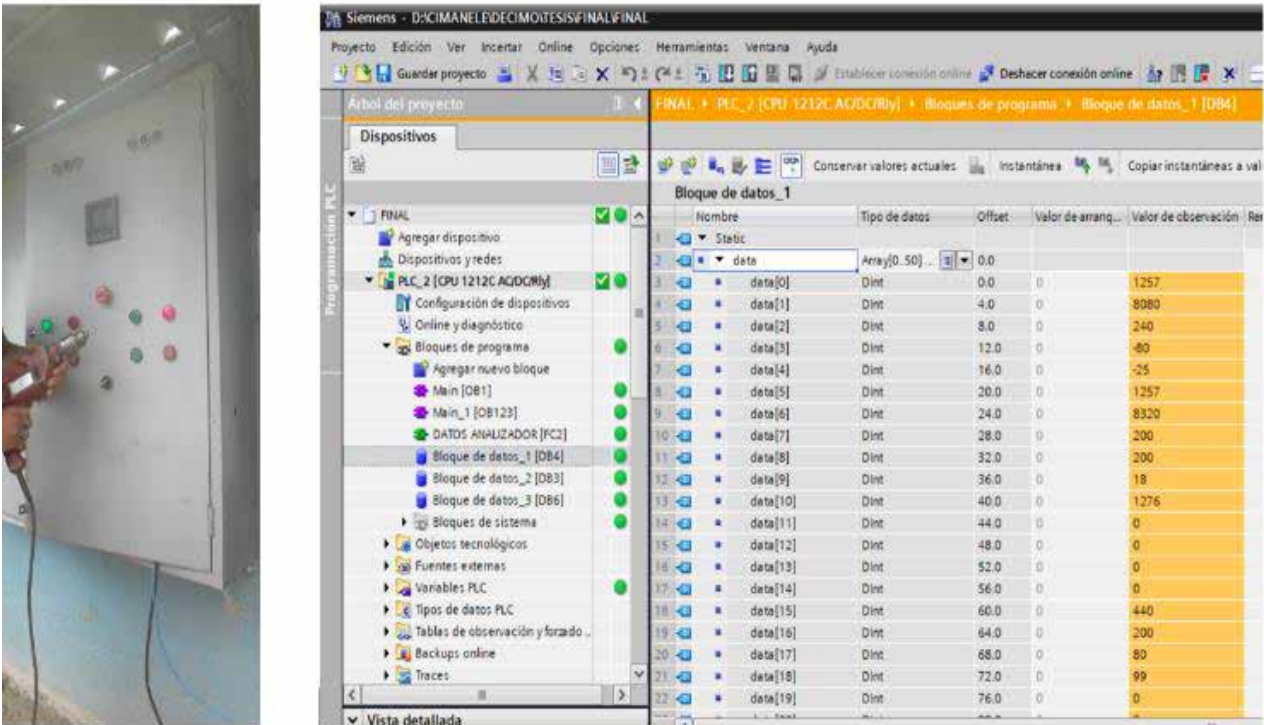 Siemens - D:\CIMANELE\DECIMO\TESIS\FINAL\FINAL
Proyecto Edición Ver Insertar Online Opciones Herramientas Ventana Ayuda
Guardar proyecto Establecer conexión online Deshacer conexión online
Árbol del proyecto
FINAL PLC_2 [CPU 1212C AC/DC/Rly] Bloques de programa Bloque de datos_1 [DB4]
Dispositivos
Conservar valores actuales Instantánea Copiar instantáneas a val
Programación PLC
Bloque de datos_1
Nombre Tipo de datos Offset Valor de arranq... Valor de observación Rem
FINAL
Agregar dispositivo
Dispositivos y redes
PLC_2 [CPU 1212C AC/DC/Rly]
Configuración de dispositivos
Online y diagnóstico
Bloques de programa
Agregar nuevo bloque
Main [OB1]
Main_1 [OB123]
DATOS ANALIZADOR [FC2]
Bloque de datos_1 [DB4]
Bloque de datos_2 [DB3]
Bloque de datos_3 [DB6]
Bloques de sistema
Objetos tecnológicos
Fuentes externas
Variables PLC
Tipos de datos PLC
Tablas de observación y forzado ..
Backups online
Traces
Vista detallada
1 Static
2 data Array[0..50] ... 0.0
3 data[0] Dint 0.0 0 1257
4 data[1] Dint 4.0 0 8080
5 data[2] Dint 8.0 0 240
6 data[3] Dint 12.0 0 -80
7 data[4] Dint 16.0 0 -25
8 data[5] Dint 20.0 0 1257
9 data[6] Dint 24.0 0 8320
10 data[7] Dint 28.0 0 200
11 data[8] Dint 32.0 0 200
12 data[9] Dint 36.0 0 18
13 data[10] Dint 40.0 0 1276
14 data[11] Dint 44.0 0 0
15 data[12] Dint 48.0 0 0
16 data[13] Dint 52.0 0 0
17 data[14] Dint 56.0 0 0
18 data[15] Dint 60.0 0 440
19 data[16] Dint 64.0 0 200
20 data[17] Dint 68.0 0 80
21 data[18] Dint 72.0 0 99
22 data[19] Dint 76.0 0 0